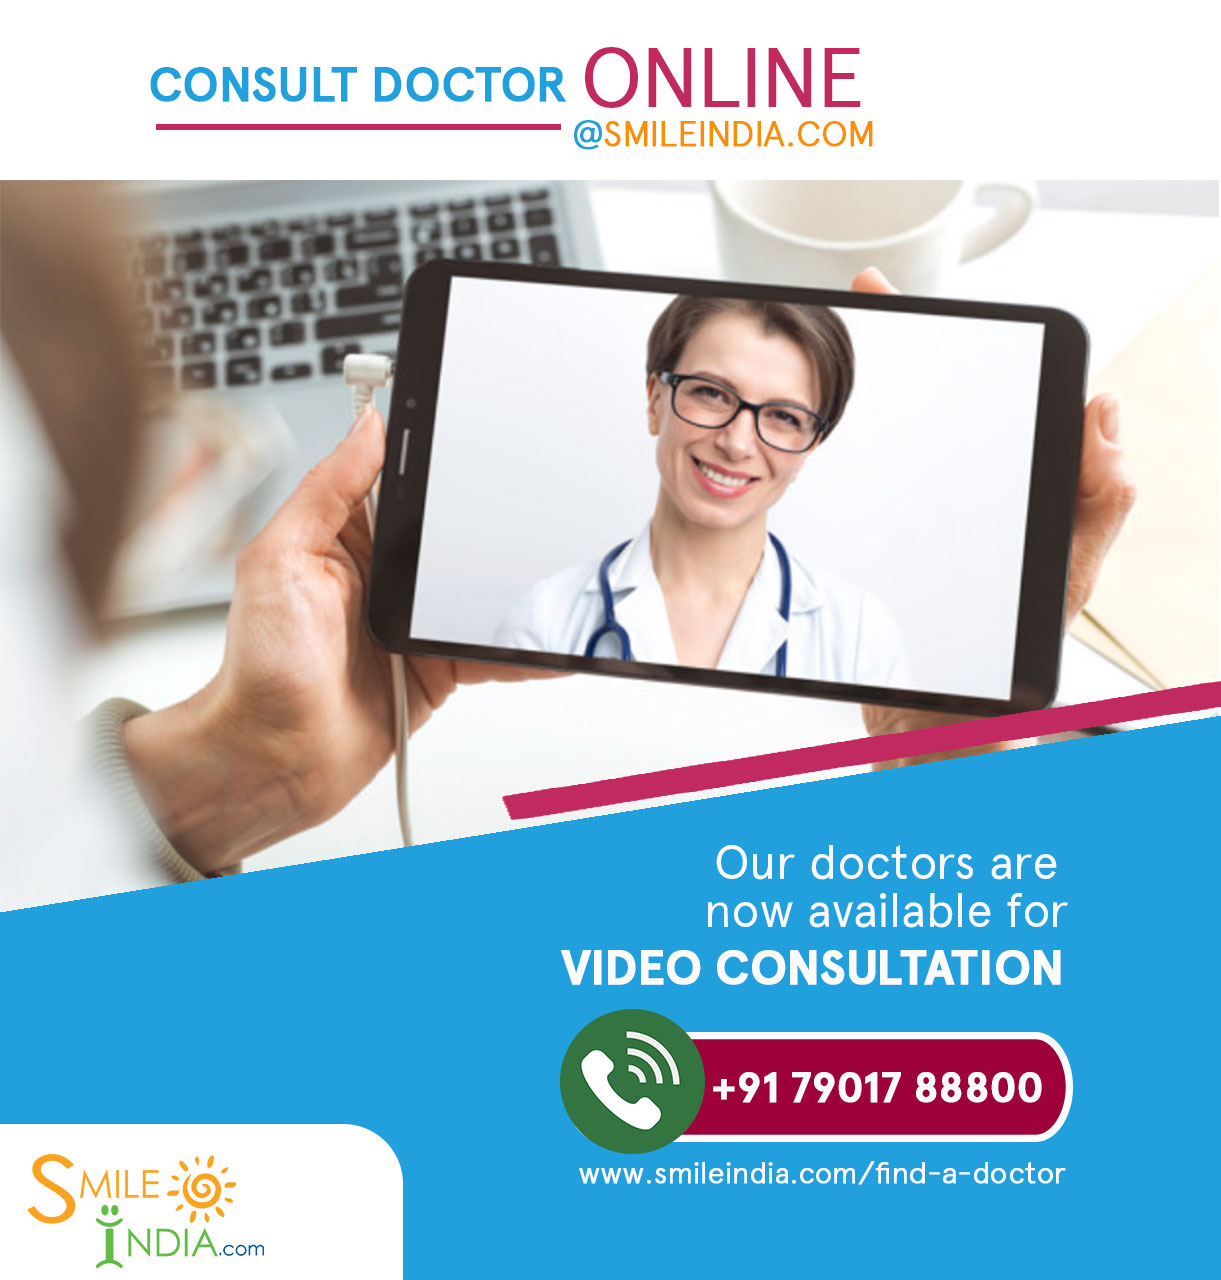 CONSULT DOCTOR ONLINE
@SMILEINDIA.COM
Our doctors are
now available for
VIDEO CONSULTATION
+91 79017 88800
www.smileindia.com/find-a-doctor
SMILE
INDIA.com